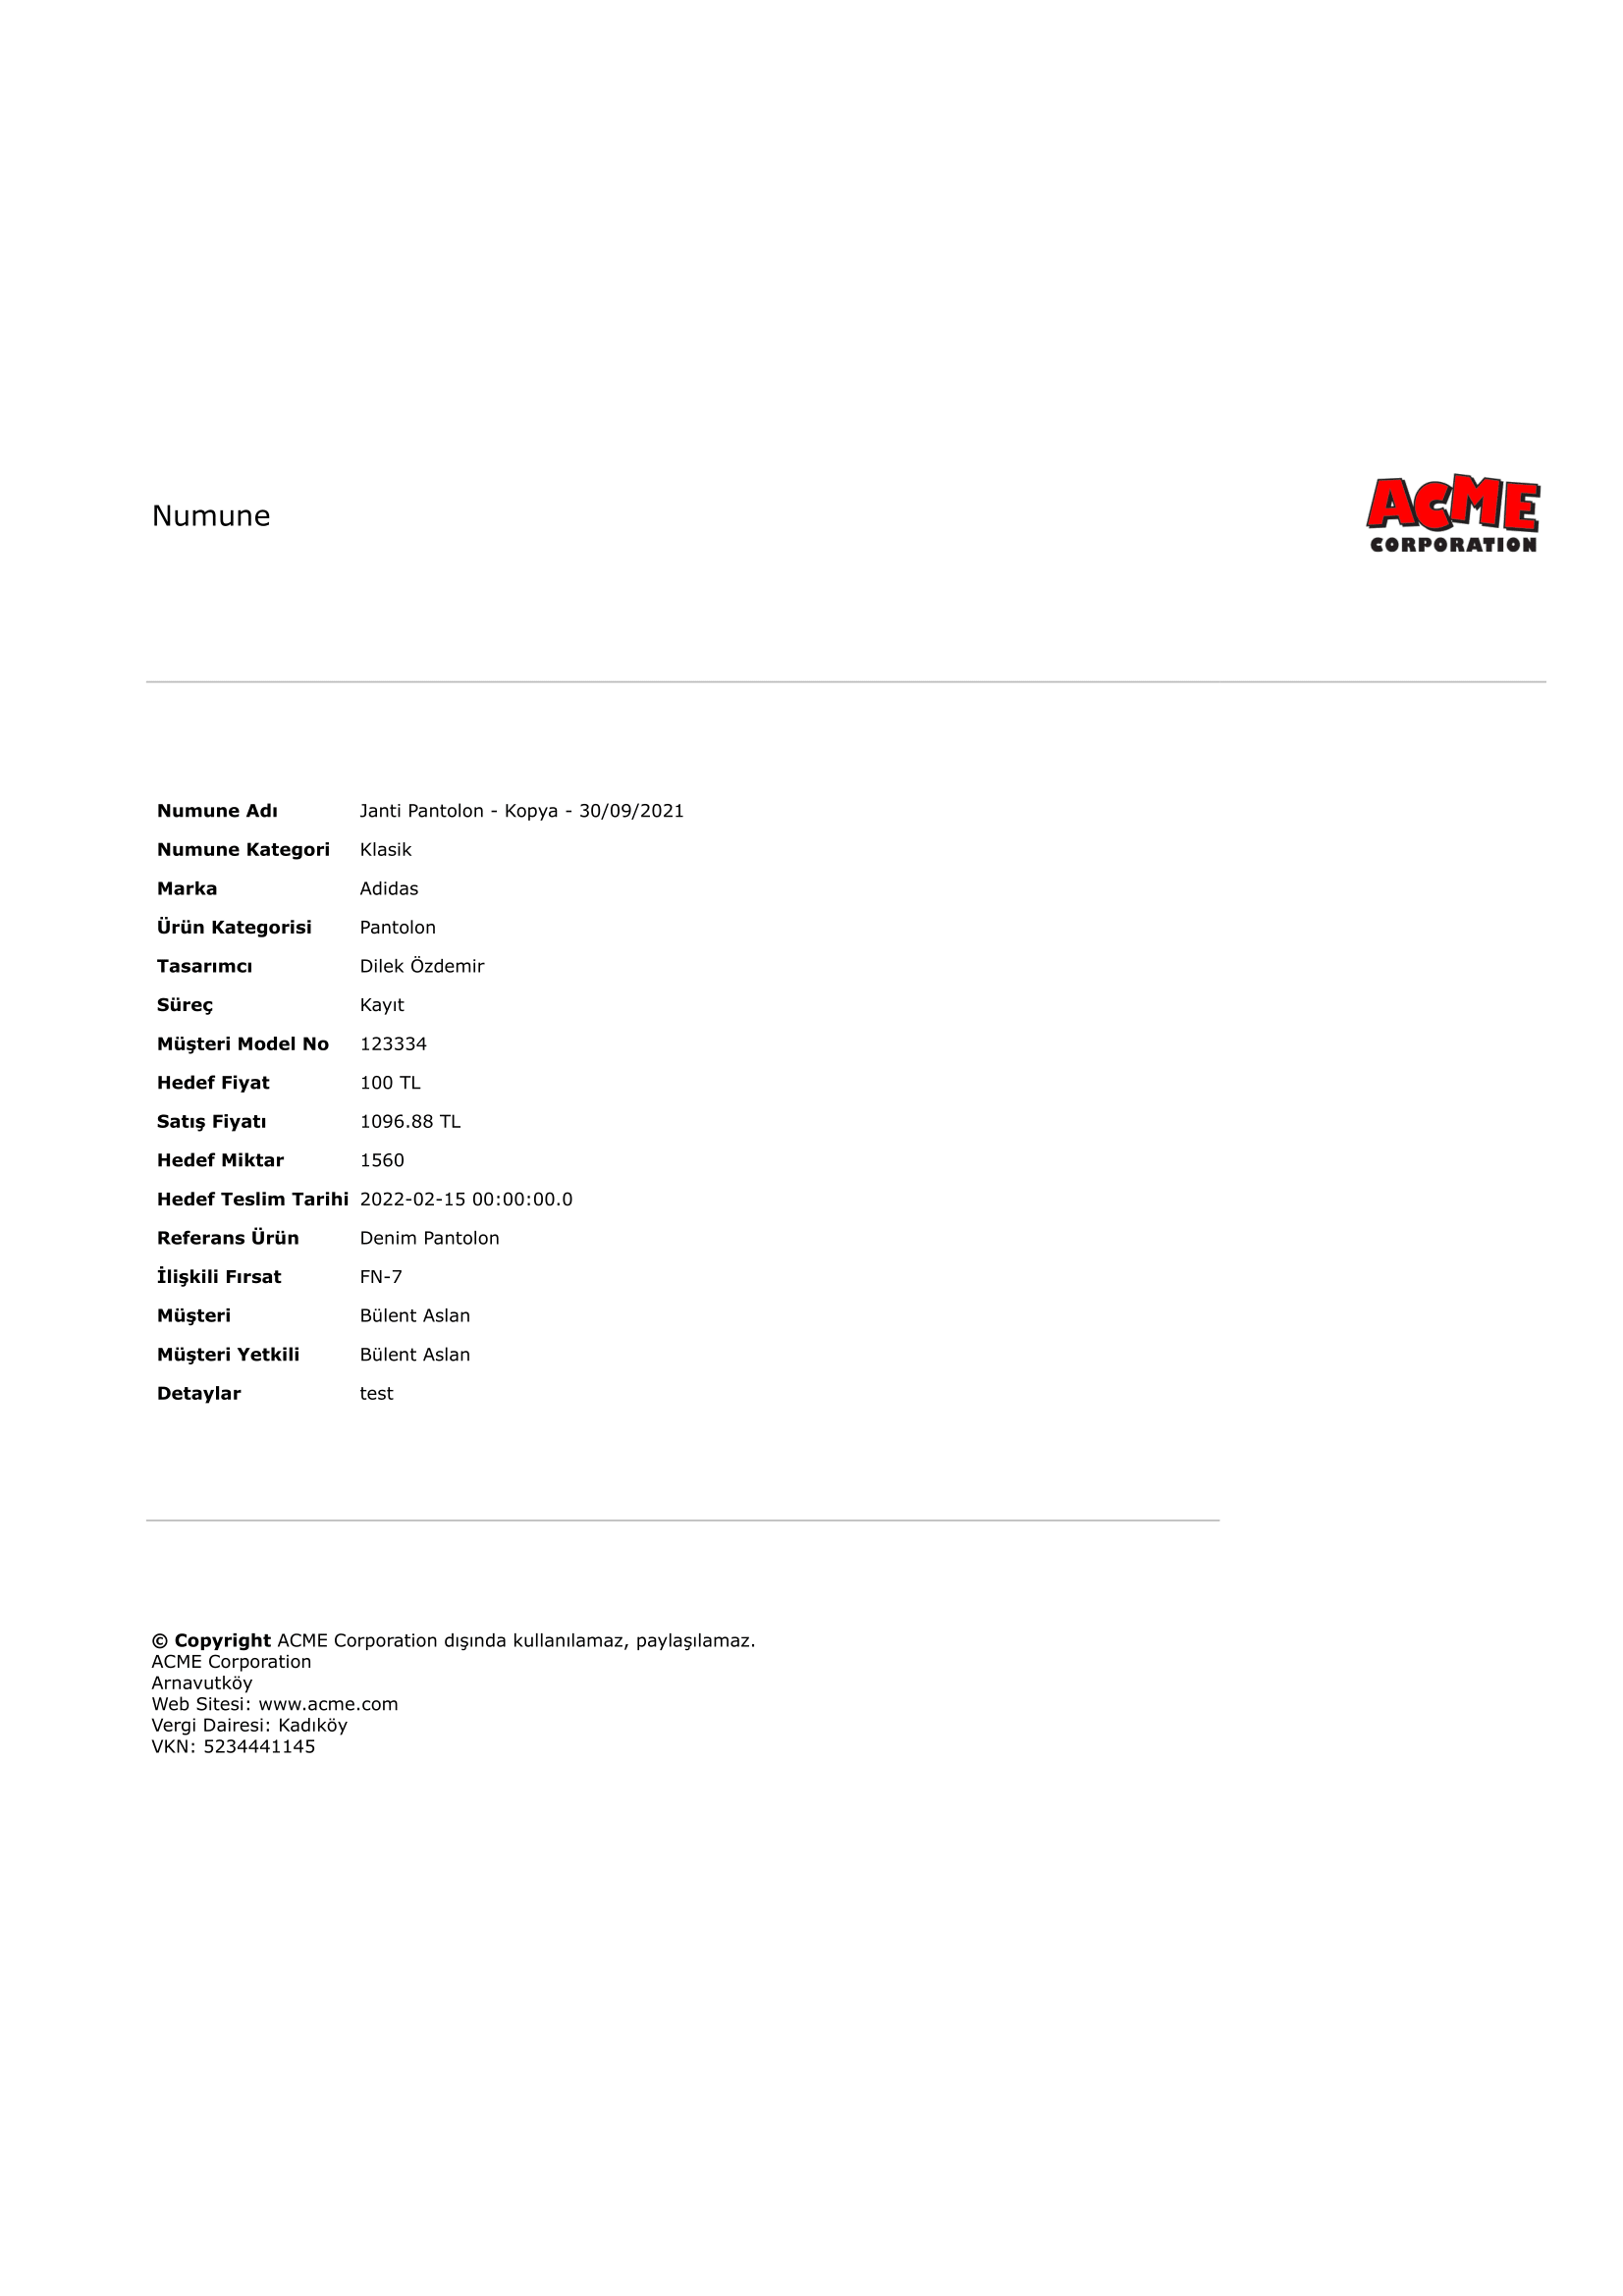 Numune
ACME
CORPORATION
Numune Adı Janti Pantolon - Kopya - 30/09/2021
Numune Kategori Klasik
Marka Adidas
Ürün Kategorisi Pantolon
Tasarımcı Dilek Özdemir
Süreç Kayıt
Müşteri Model No 123334
Hedef Fiyat 100 TL
Satış Fiyatı 1096.88 TL
Hedef Miktar 1560
Hedef Teslim Tarihi 2022-02-15 00:00:00.0
Referans Ürün Denim Pantolon
İlişkili Fırsat FN-7
Müşteri Bülent Aslan
Müşteri Yetkili Bülent Aslan
Detaylar test
© Copyright ACME Corporation dışında kullanılamaz, paylaşılamaz.
ACME Corporation
Arnavutköy
Web Sitesi: www.acme.com
Vergi Dairesi: Kadıköy
VKN: 5234441145